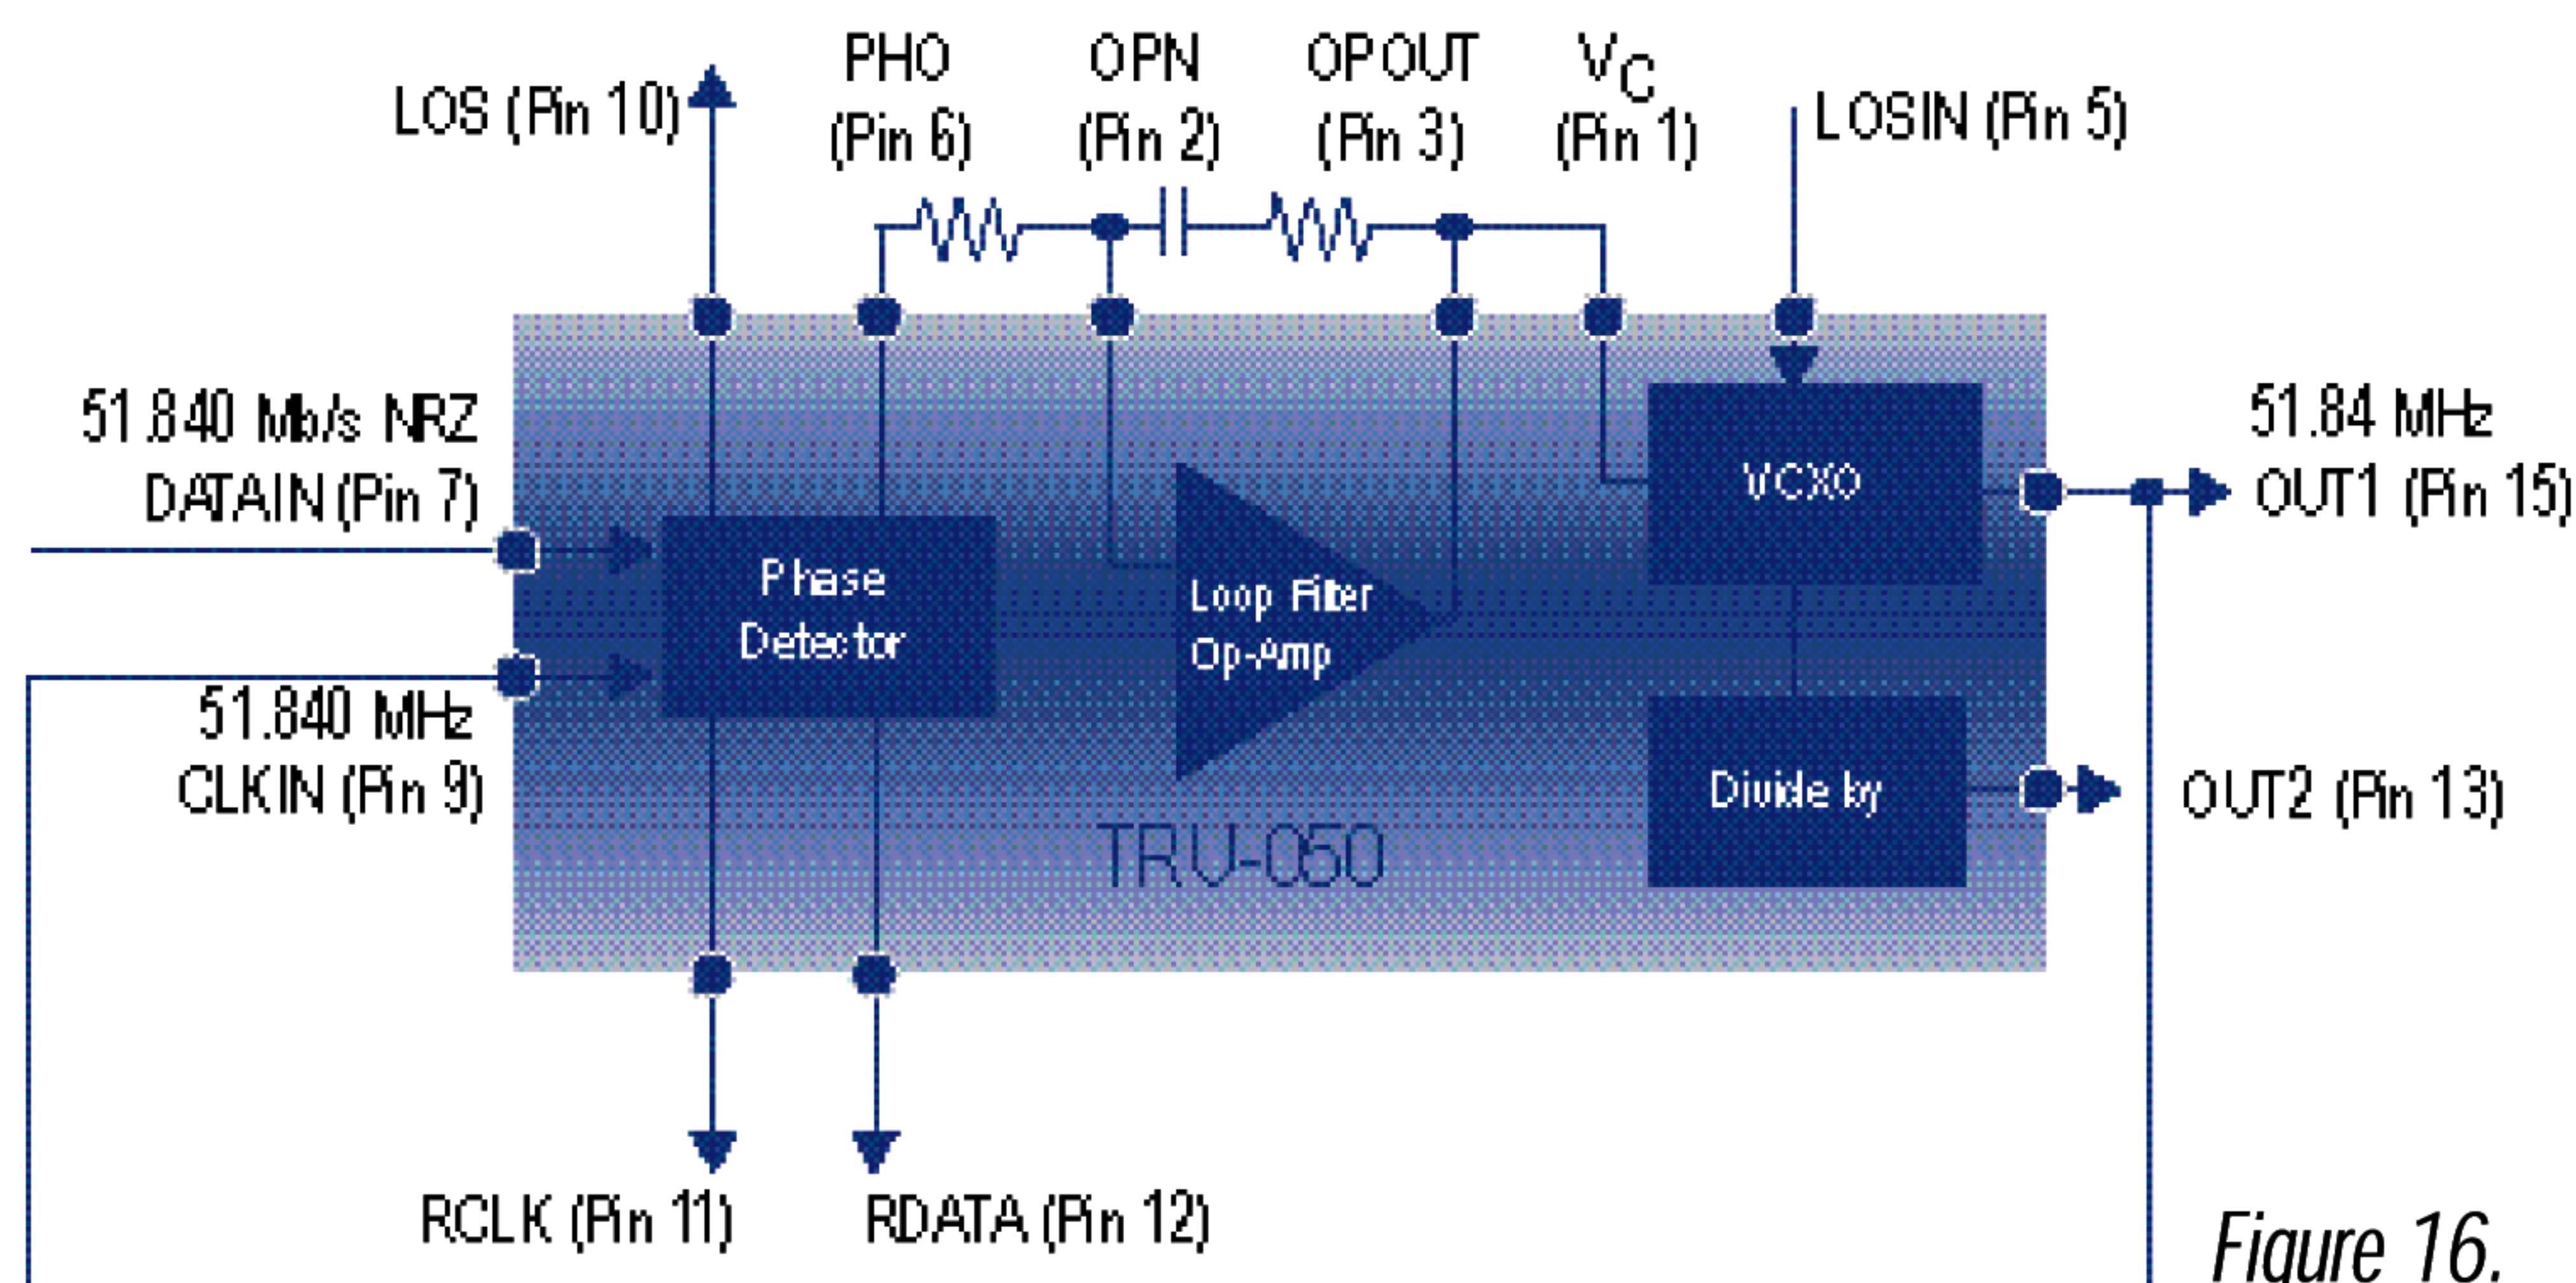 LOS (Pin 10)
PHO
(Pin 6)
OPN
(Pin 2)
OPOUT
(Pin 3)
VC
(Pin 1)
LOSIN (Pin 5)
51.840 Mb/s NRZ
DATAIN (Pin 7)
51.840 MHz
CLKIN (Pin 9)
Phase
Detector
Loop Filter
Op-Amp
VCXO
Divide by
TRU-050
51.84 MHz
OUT1 (Pin 15)
OUT2 (Pin 13)
RCLK (Pin 11)
RDATA (Pin 12)
Figure 16.